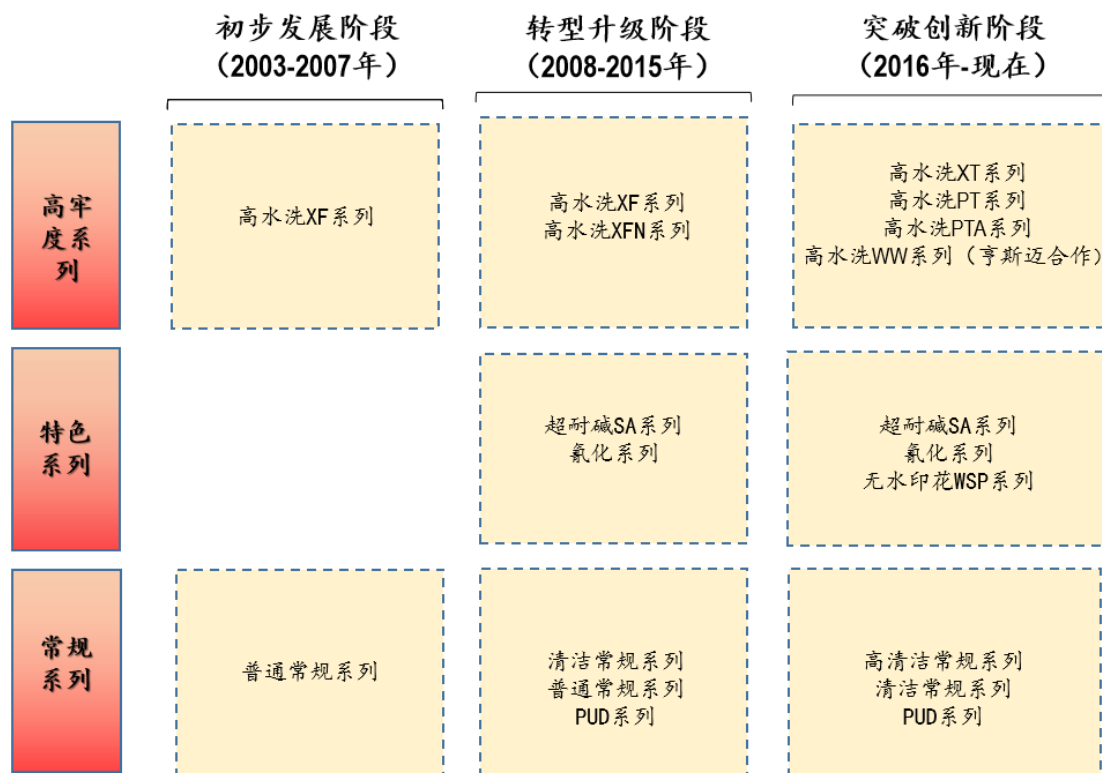 初步发展阶段
（2003-2007年）
转型升级阶段
（2008-2015年）
突破创新阶段
（2016年-现在）
高牢
度系
列
高水洗XF系列
高水洗XF系列
高水洗XFN系列
高水洗XT系列
高水洗PT系列
高水洗PTA系列
高水洗WW系列（亨斯迈合作）
特色
系列
超耐碱SA系列
氰化系列
超耐碱SA系列
氰化系列
无水印花WSP系列
常规
系列
普通常规系列
清洁常规系列
普通常规系列
PUD系列
高清洁常规系列
清洁常规系列
PUD系列